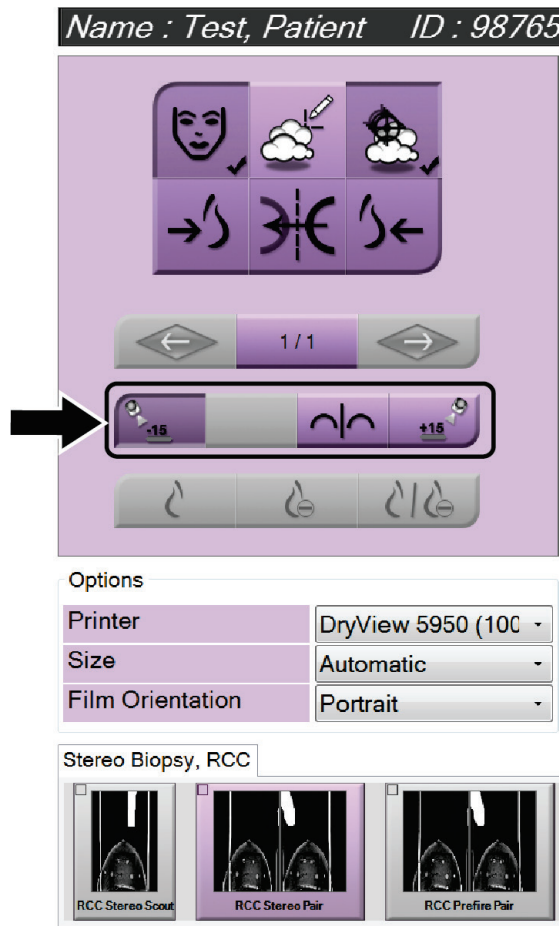 Name : Test, Patient ID : 98765
1 / 1
-15 +15
Options
Printer DryView 5950 (100
Size Automatic
Film Orientation Portrait
Stereo Biopsy, RCC
RCC Stereo Scout RCC Stereo Pair RCC Prefire Pair